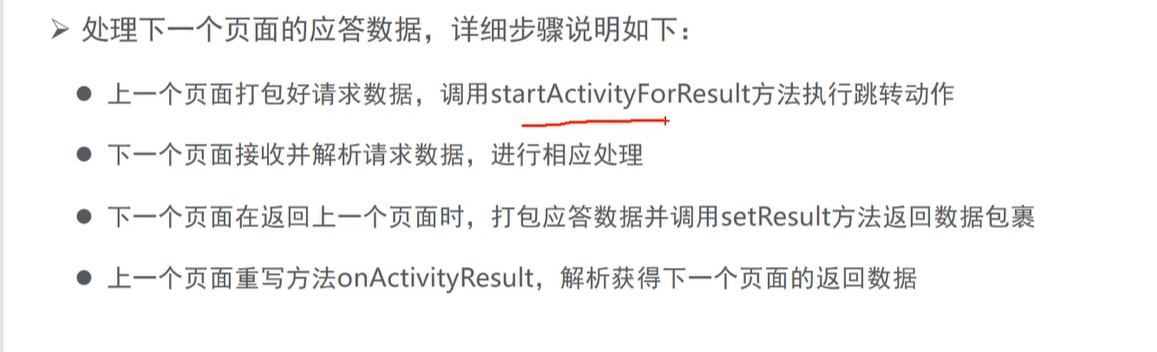 ➢ 处理下一个页面的应答数据，详细步骤说明如下：
● 上一个页面打包好请求数据，调用startActivityForResult方法执行跳转动作
● 下一个页面接收并解析请求数据，进行相应处理
● 下一个页面在返回上一个页面时，打包应答数据并调用setResult方法返回数据包裹
● 上一个页面重写方法onActivityResult，解析获得下一个页面的返回数据